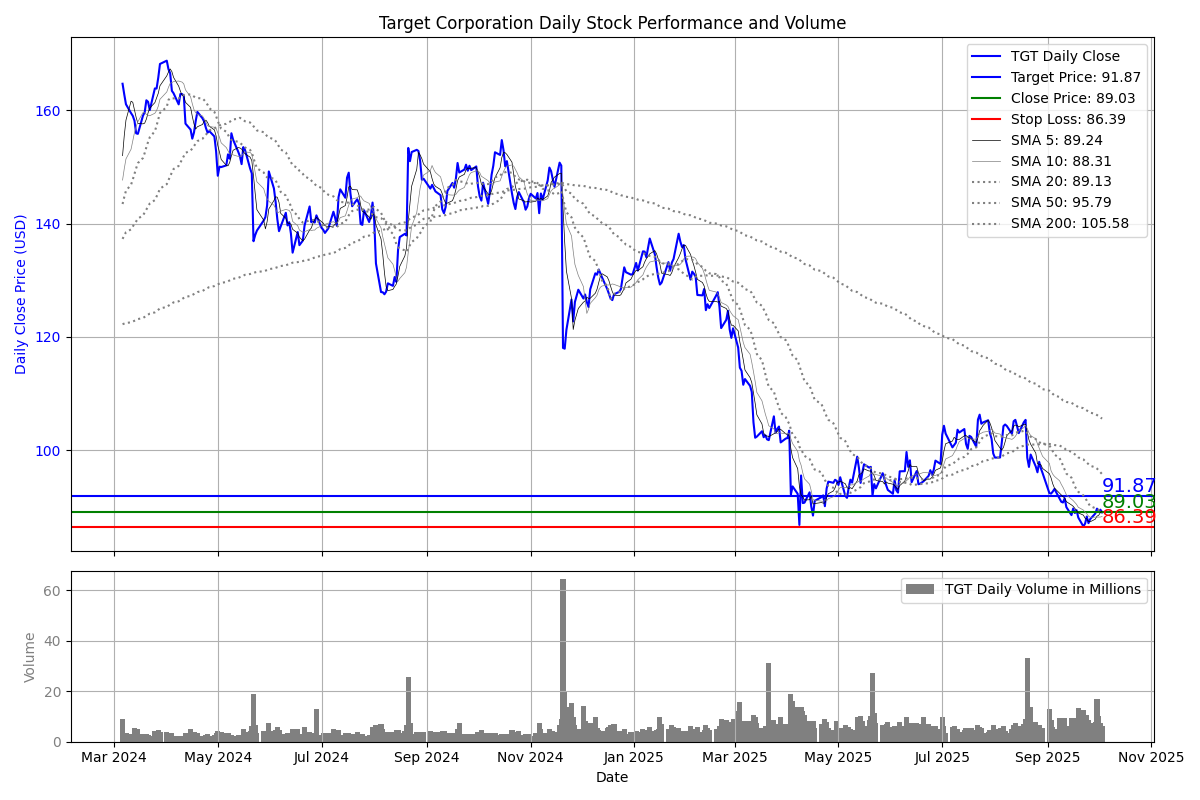 Target Corporation Daily Stock Performance and Volume
Daily Close Price (USD)
160
140
120
100
TGT Daily Close
Target Price: 91.87
Close Price: 89.03
Stop Loss: 86.39
SMA 5: 89.24
SMA 10: 88.31
SMA 20: 89.13
SMA 50: 95.79
SMA 200: 105.58
91.87
89.03
86.39
Volume
60
40
20
0
TGT Daily Volume in Millions
Mar 2024 May 2024 Jul 2024 Sep 2024 Nov 2024 Jan 2025 Mar 2025 May 2025 Jul 2025 Sep 2025 Nov 2025
Date